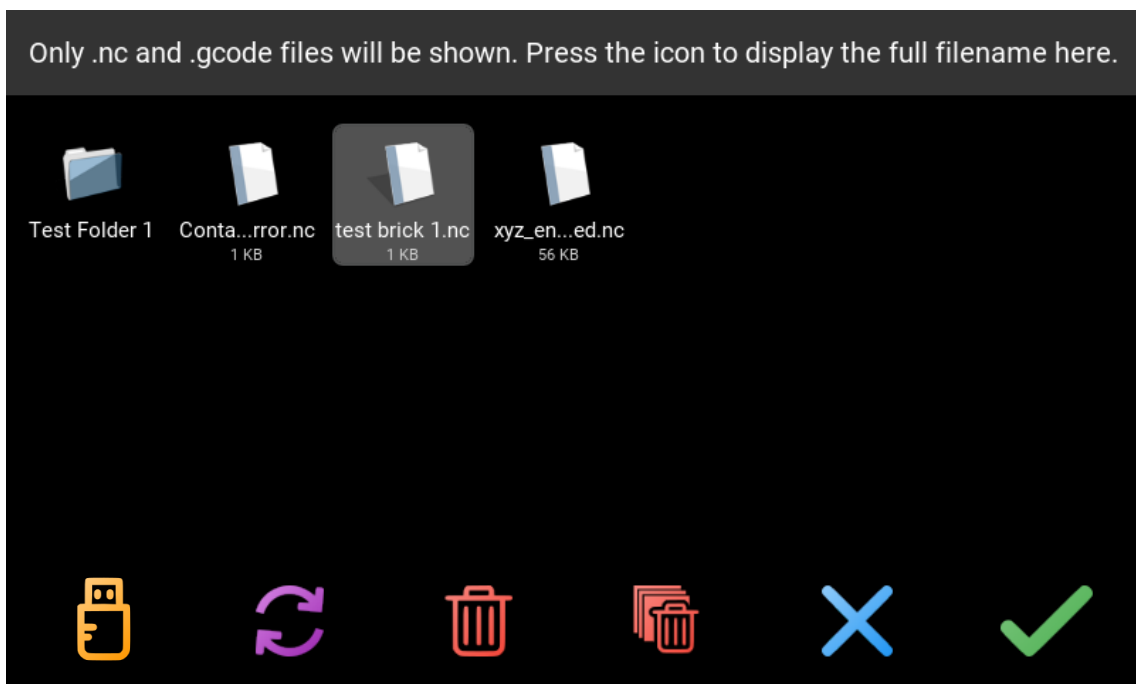 Only .nc and .gcode files will be shown. Press the icon to display the full filename here.
Test Folder 1
Conta...rror.nc
1 KB
test brick 1.nc
1 KB
xyz_en...ed.nc
56 KB